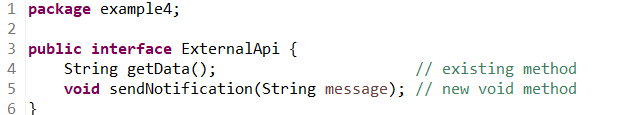 1 package example4;
2
3 public interface ExternalApi {
4     String getData();                        // existing method
5     void sendNotification(String message); // new void method
6 }